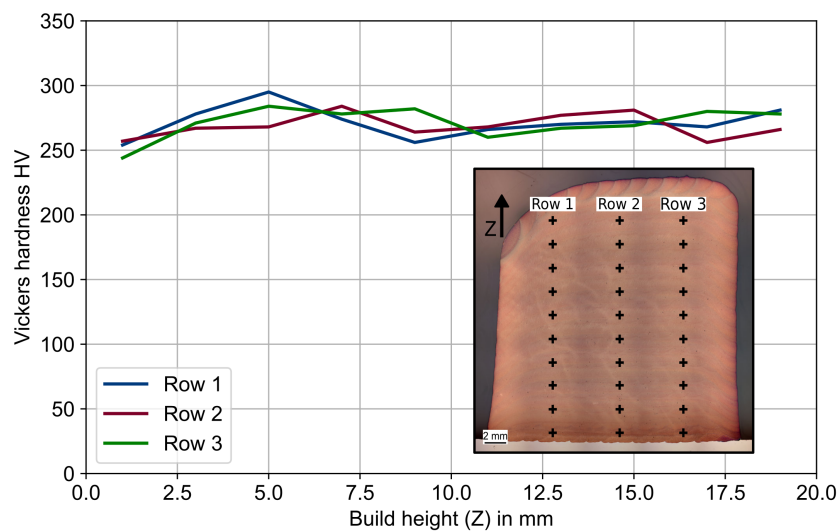 350
300
250
200
150
100
50
0
Vickers hardness HV
Row 1 Row 2 Row 3
Z
2 mm
Row 1
Row 2
Row 3
0.0 2.5 5.0 7.5 10.0 12.5 15.0 17.5 20.0
Build height (Z) in mm